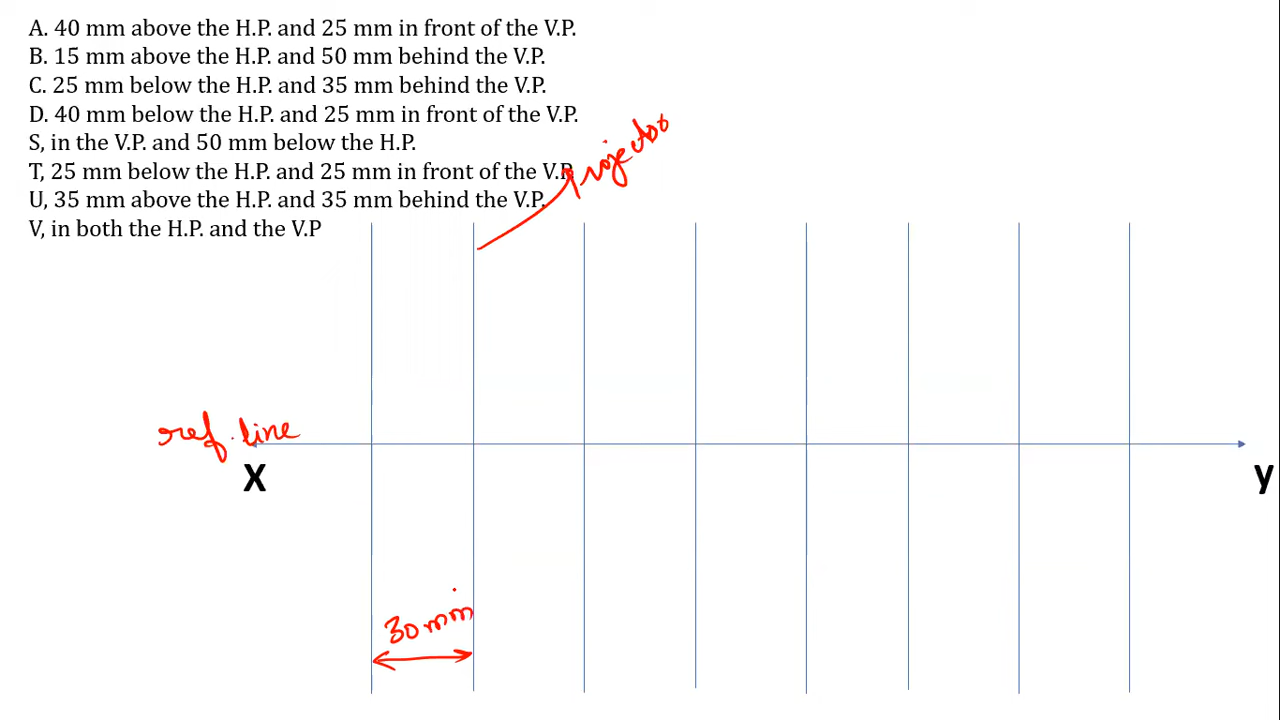 A. 40 mm above the H.P. and 25 mm in front of the V.P.
B. 15 mm above the H.P. and 50 mm behind the V.P.
C. 25 mm below the H.P. and 35 mm behind the V.P.
D. 40 mm below the H.P. and 25 mm in front of the V.P.
S, in the V.P. and 50 mm below the H.P.
T, 25 mm below the H.P. and 25 mm in front of the V.P.
U, 35 mm above the H.P. and 35 mm behind the V.P.
V, in both the H.P. and the V.P
Projector
ref. line
X
y
30 mm